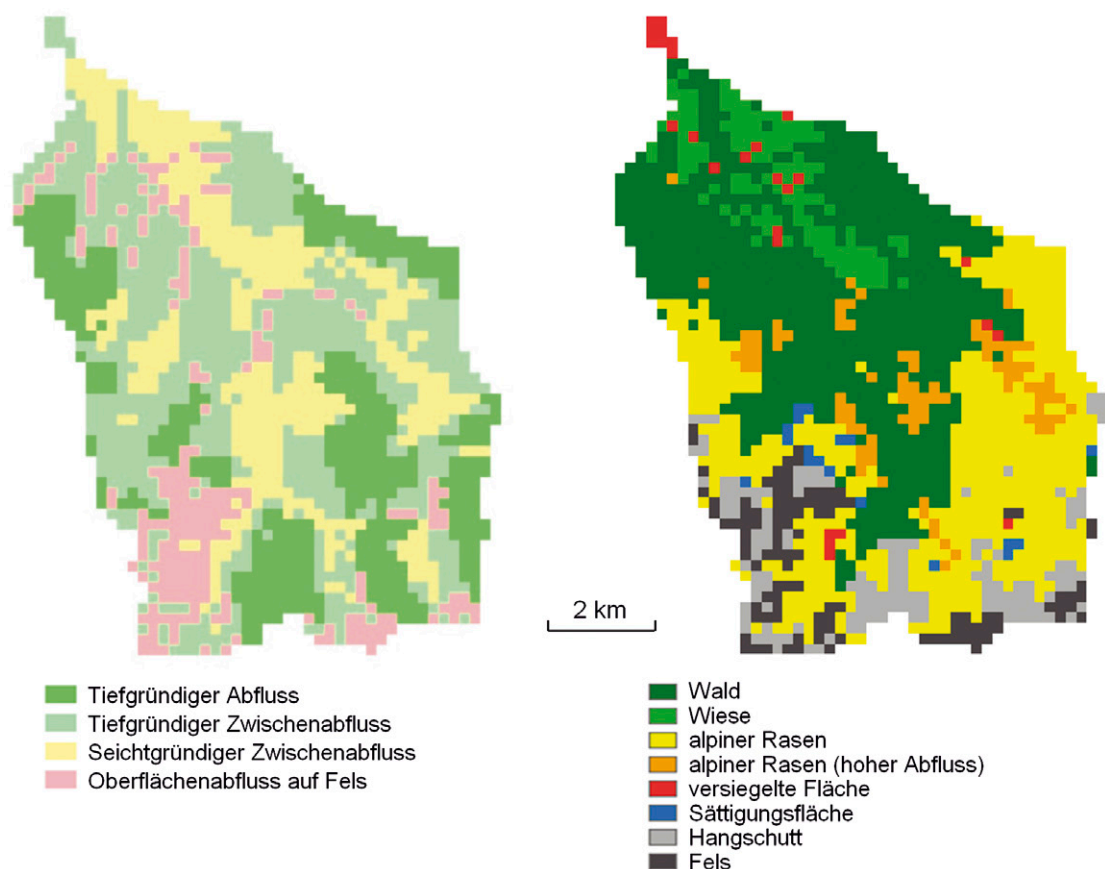 2 km
Tiefgründiger Abfluss
Tiefgründiger Zwischenabfluss
Seichtgründiger Zwischenabfluss
Oberflächenabfluss auf Fels
Wald
Wiese
alpiner Rasen
alpiner Rasen (hoher Abfluss)
versiegelte Fläche
Sättigungsfläche
Hangschutt
Fels